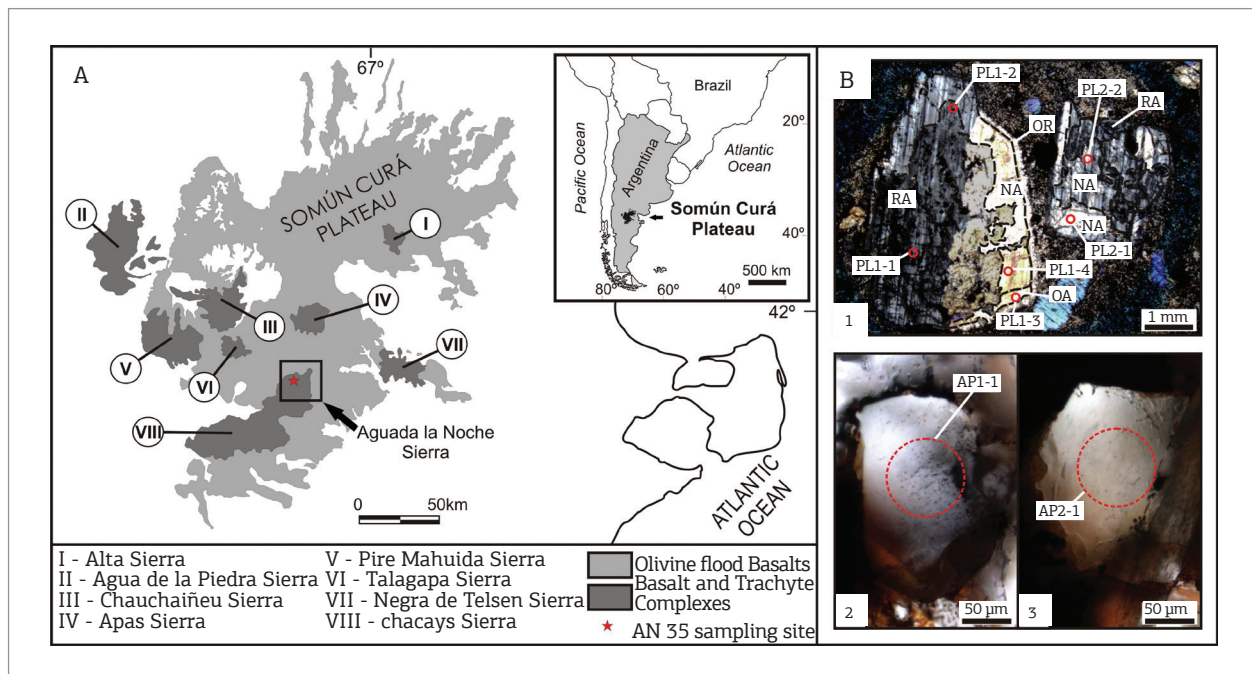 A
67º
SOMÚN CURÁ
PLATEAU
I
II
III
IV
V
VI
VII
VIII
Aguada la Noche
Sierra
0
50km
Brazil
Pacific Ocean
Argentina
Atlantic
Ocean
Somún Curá
Plateau
20º
40º
500 km
80º
60º
40º
42º
ATLANTIC
OCEAN
I - Alta Sierra
II - Agua de la Piedra Sierra
III - Chauchaiñeu Sierra
IV - Apas Sierra
V - Pire Mahuida Sierra
VI - Talagapa Sierra
VII - Negra de Telsen Sierra
VIII - chacays Sierra
Olivine flood Basalts
Basalt and Trachyte
Complexes
AN 35 sampling site
B
PL1-2
PL2-2
RA
OR
NA
RA
NA
NA
PL1-1
PL2-1
PL1-4
OA
PL1-3
1
1 mm
AP1-1
2
50 µm
AP2-1
3
50 µm